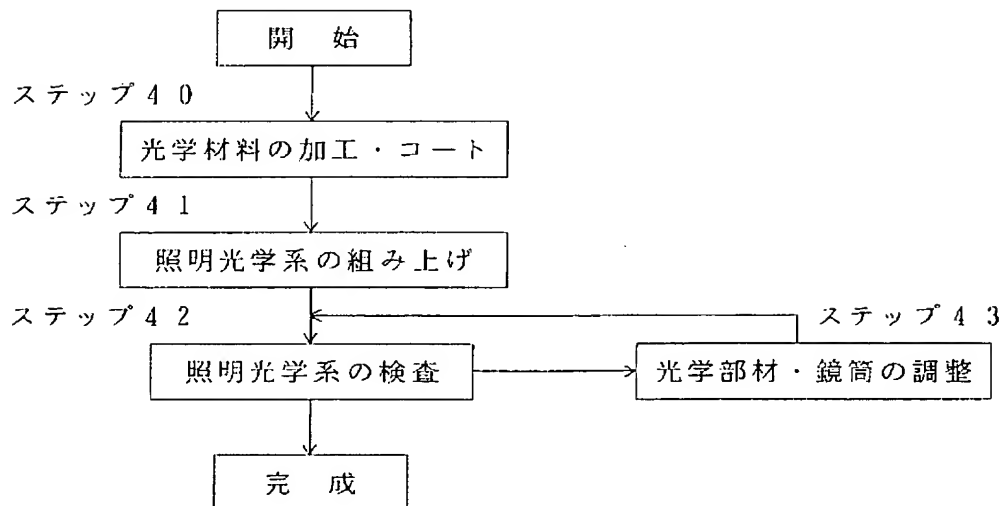 開 始
ステップ40
光学材料の加工・コート
ステップ41
照明光学系の組み上げ
ステップ42
ステップ43
照明光学系の検査
光学部材・鏡筒の調整
完 成